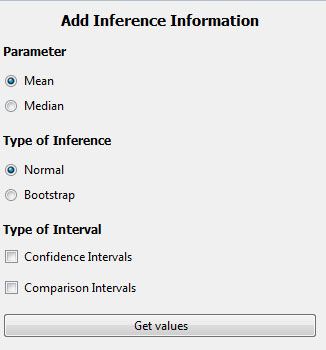 Add Inference Information
Parameter
Mean
Median
Type of Inference
Normal
Bootstrap
Type of Interval
Confidence Intervals
Comparison Intervals
Get values